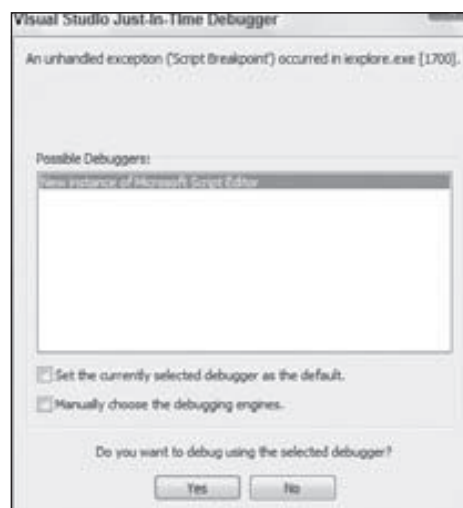 Visual Studio Just-In-Time Debugger
An unhandled exception ('Script Breakpoint') occurred in iexplore.exe [1700].
Possible Debuggers:
New instance of Microsoft Script Editor
Set the currently selected debugger as the default.
Manually choose the debugging engines.
Do you want to debug using the selected debugger?
Yes
No